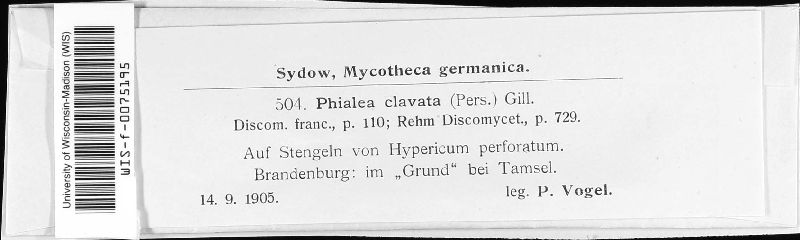 University of Wisconsin-Madison (WIS)
WIS-f-0075195
Sydow, Mycotheca germanica.
504. Phialea clavata (Pers.) Gill.
Discom. franc., p. 110; Rehm Discomycet., p. 729.
Auf Stengeln von Hypericum perforatum.
Brandenburg: im „Grund“ bei Tamsel.
14. 9. 1905. leg. P. Vogel.